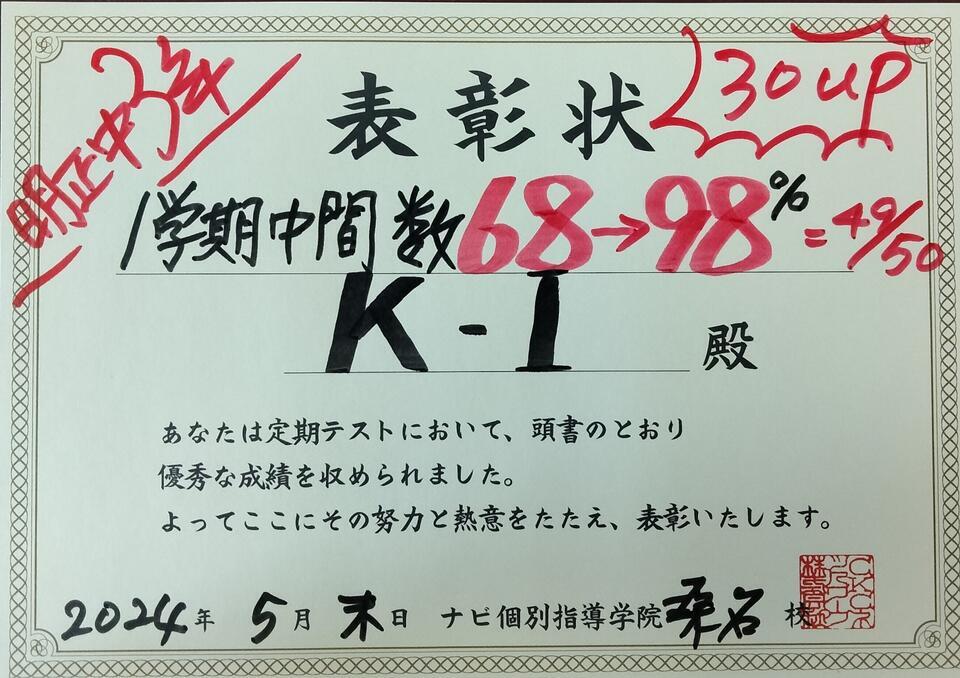 明正中3年
表彰状
30up
1学期中間数68→98% = 49/50
K-I 殿
あなたは定期テストにおいて、頭書のとおり
優秀な成績を収められました。
よってここにその努力と熱意をたたえ、表彰いたします。
2024年 5月 末日 ナビ個別指導学院桑名校